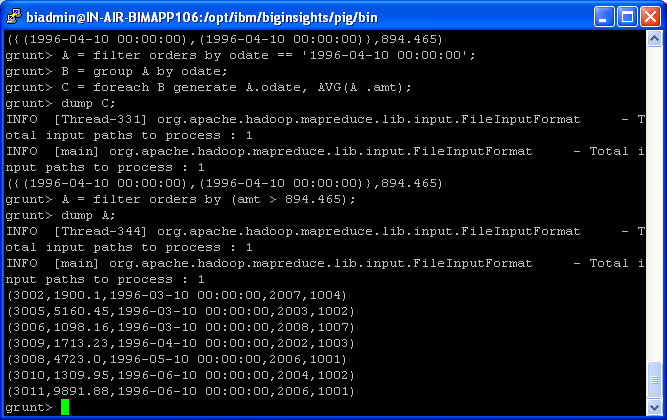 biadmin@IN-AIR-BIMAPP106:/opt/ibm/biginsights/pig/bin
({(1996-04-10 00:00:00),(1996-04-10 00:00:00)},894.465)
grunt> A = filter orders by odate == '1996-04-10 00:00:00';
grunt> B = group A by odate;
grunt> C = foreach B generate A.odate, AVG(A .amt);
grunt> dump C;
INFO  [Thread-331] org.apache.hadoop.mapreduce.lib.input.FileInputFormat     - T
otal input paths to process : 1
INFO  [main] org.apache.hadoop.mapreduce.lib.input.FileInputFormat     - Total i
nput paths to process : 1
({(1996-04-10 00:00:00),(1996-04-10 00:00:00)},894.465)
grunt> A = filter orders by (amt > 894.465);
grunt> dump A;
INFO  [Thread-344] org.apache.hadoop.mapreduce.lib.input.FileInputFormat     - T
otal input paths to process : 1
INFO  [main] org.apache.hadoop.mapreduce.lib.input.FileInputFormat     - Total i
nput paths to process : 1
(3002,1900.1,1996-03-10 00:00:00,2007,1004)
(3005,5160.45,1996-03-10 00:00:00,2003,1002)
(3006,1098.16,1996-03-10 00:00:00,2008,1007)
(3009,1713.23,1996-04-10 00:00:00,2002,1003)
(3008,4723.0,1996-05-10 00:00:00,2006,1001)
(3010,1309.95,1996-06-10 00:00:00,2004,1002)
(3011,9891.88,1996-06-10 00:00:00,2006,1001)
grunt>